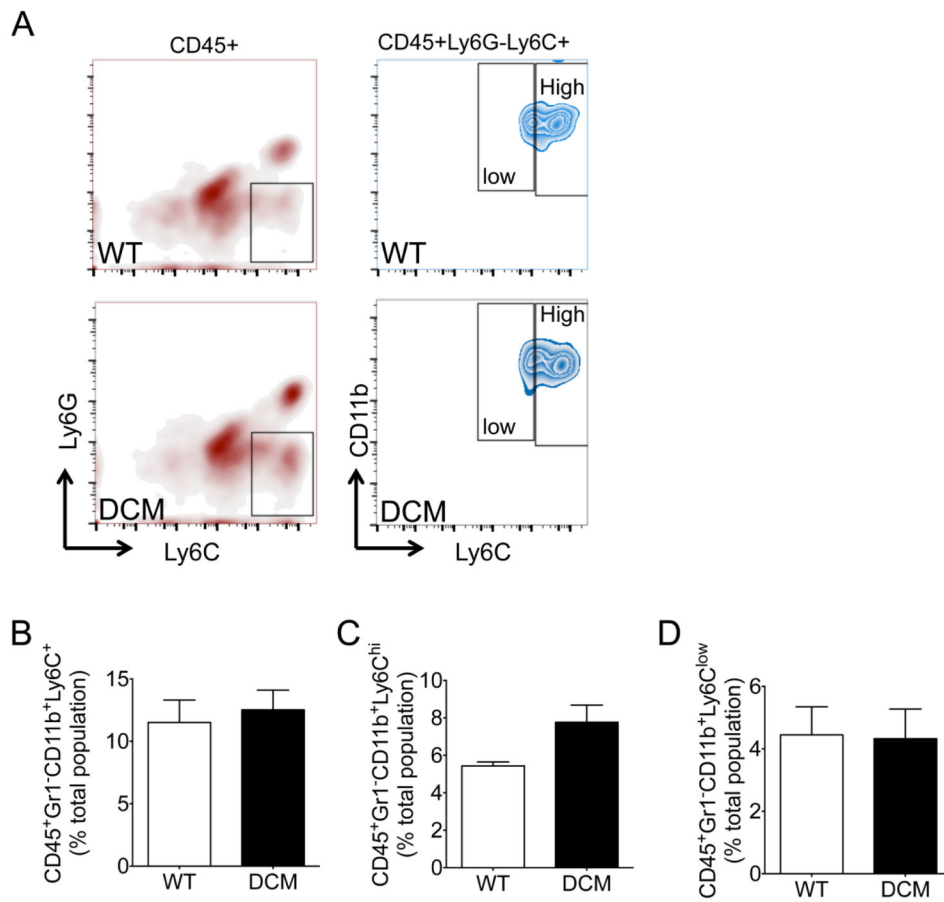 A
CD45+
CD45+Ly6G-Ly6C+
WT
low
High
WT
DCM
low
High
DCM
Ly6G
Ly6C
CD11b
Ly6C
B
CD45⁺Gr1⁻CD11b⁺Ly6C⁺
(% total population)
15
10
5
0
WT
DCM
C
CD45⁺Gr1⁻CD11b⁺Ly6Cʰⁱ
(% total population)
10
8
6
4
2
0
WT
DCM
D
CD45⁺Gr1⁻CD11b⁺Ly6Cˡᵒʷ
(% total population)
6
4
2
0
WT
DCM